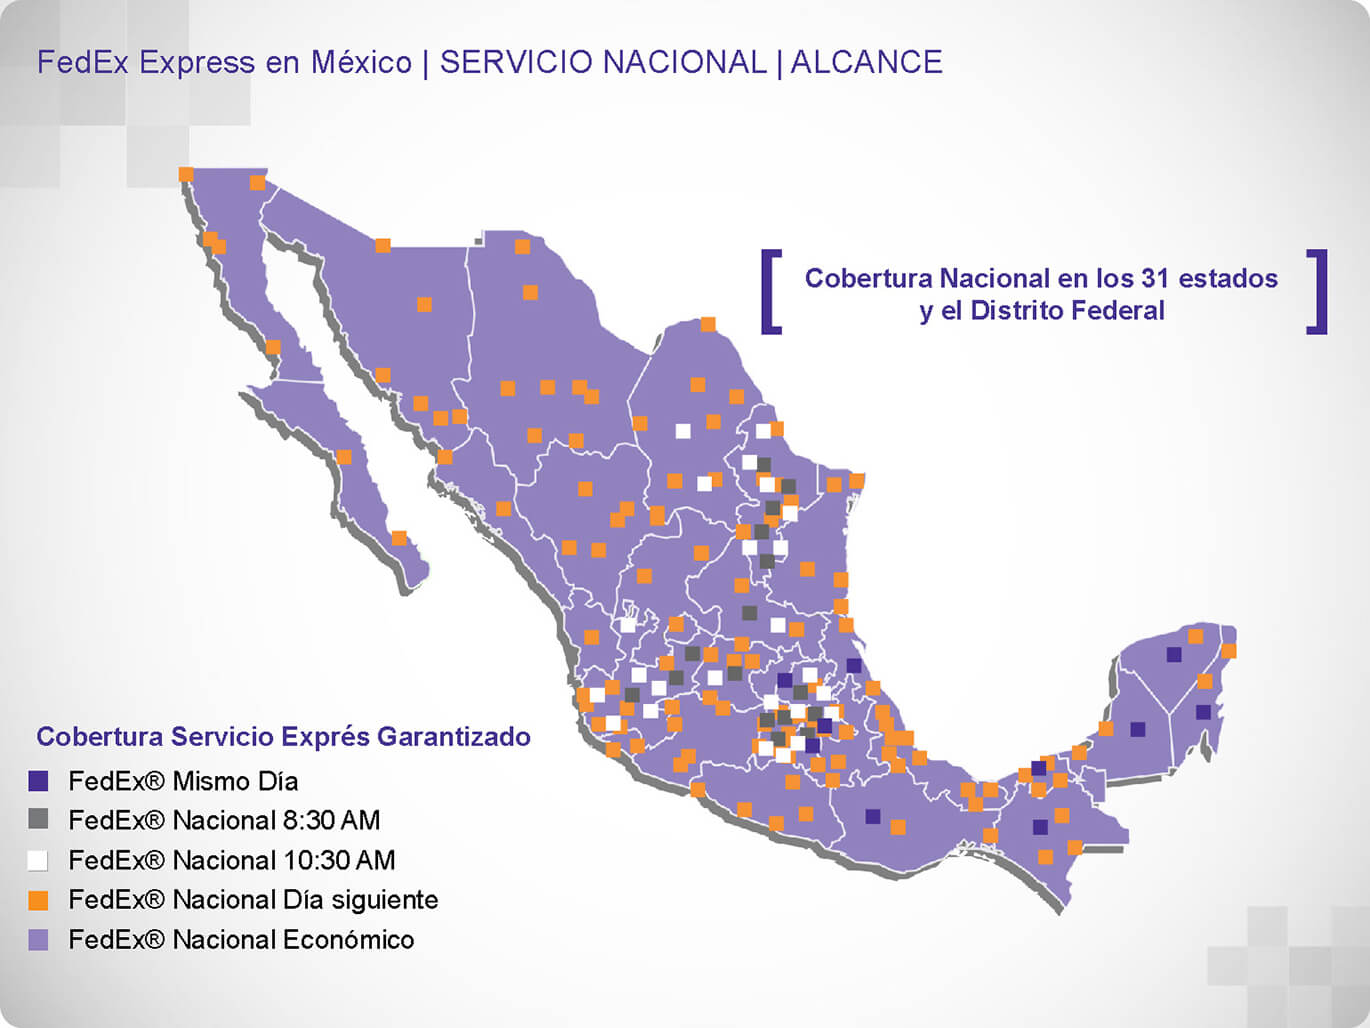 FedEx Express en México | SERVICIO NACIONAL | ALCANCE
Cobertura Nacional en los 31 estados
y el Distrito Federal
Cobertura Servicio Exprés Garantizado
FedEx® Mismo Día
FedEx® Nacional 8:30 AM
FedEx® Nacional 10:30 AM
FedEx® Nacional Día siguiente
FedEx® Nacional Económico